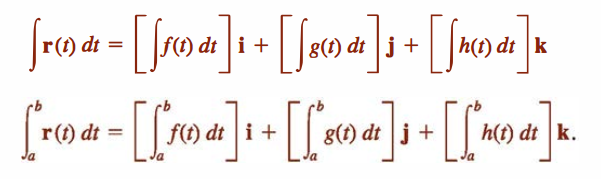 ∫ r(t) dt = [∫ f(t) dt] i + [∫ g(t) dt] j + [∫ h(t) dt] k
∫_a^b r(t) dt = [∫_a^b f(t) dt] i + [∫_a^b g(t) dt] j + [∫_a^b h(t) dt] k.